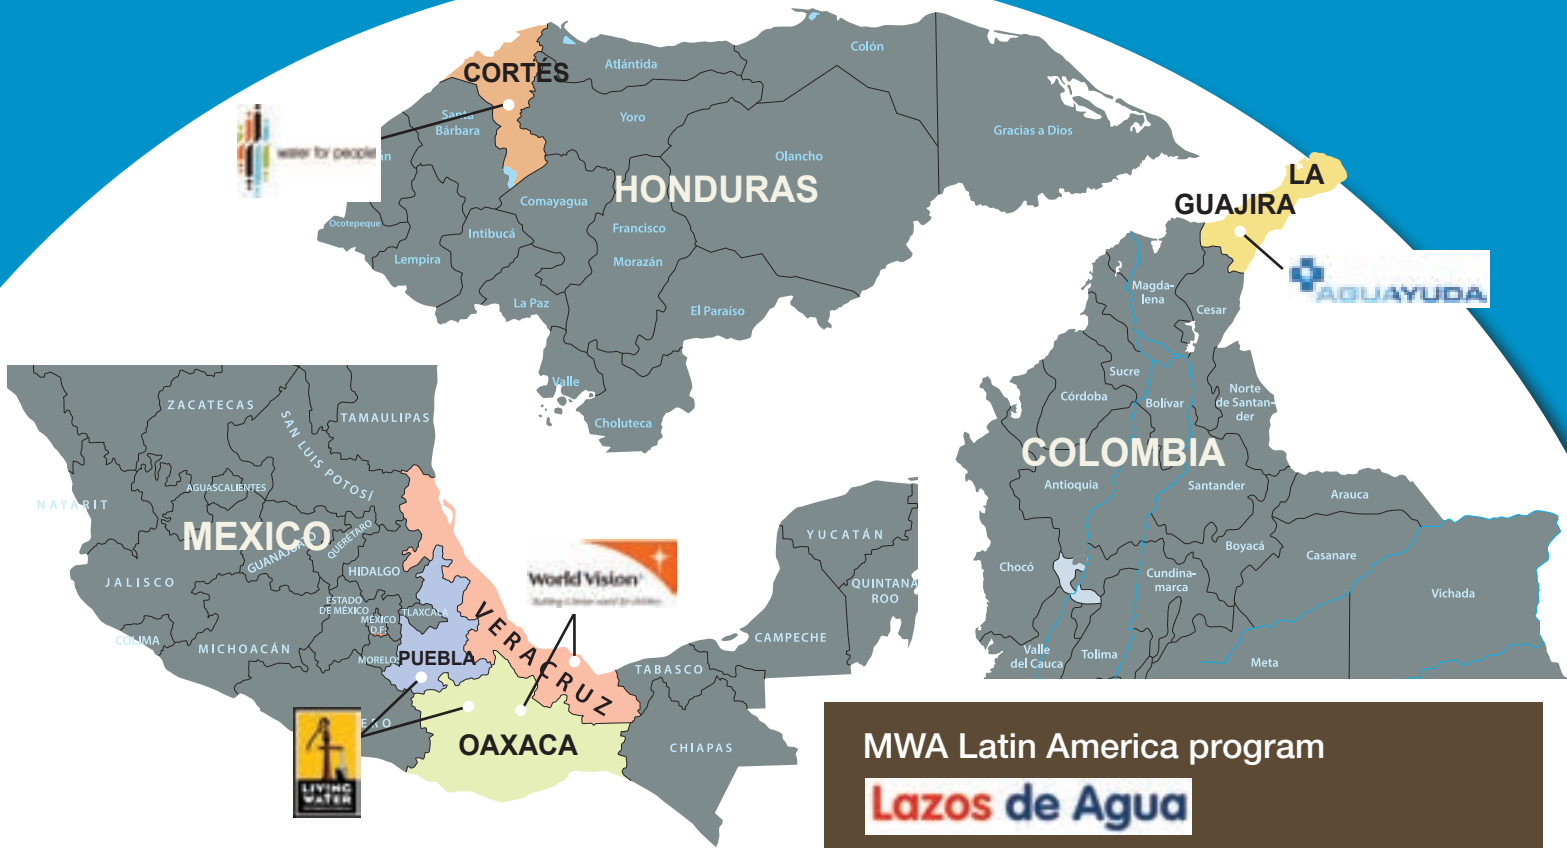 CORTÉS
Atlántida
Colón
Santa
Bárbara
Yoro
Gracias a Dios
water for people
án
Olancho
HONDURAS
LA
GUAJIRA
Comayagua
Ocotepeque
Intibucá
Francisco
Morazán
Lempira
La Paz
El Paraíso
Valle
Choluteca
AGUAYUDA
Magda-
lena
Cesar
Sucre
Córdoba
Bolívar
Norte
de Santan-
der
COLOMBIA
Antioquia
Santander
Arauca
Boyacá
Casanare
Chocó
Cundina-
marca
Vichada
Valle
del Cauca
Tolima
Meta
ZACATECAS
TAMAULIPAS
SAN LUIS POTOSÍ
AGUASCALIENTES
NAYARIT
MEXICO
GUANAJUATO
QUERÉTARO
HIDALGO
JALISCO
ESTADO
DE MÉXICO
MÉXICO
D.F.
TLAXCALA
COLIMA
MICHOACÁN
MORELOS
PUEBLA
VERACRUZ
World Vision
YUCATÁN
QUINTANA
ROO
CAMPECHE
TABASCO
ERO
OAXACA
CHIAPAS
LIVING
WATER
MWA Latin America program
Lazos de Agua